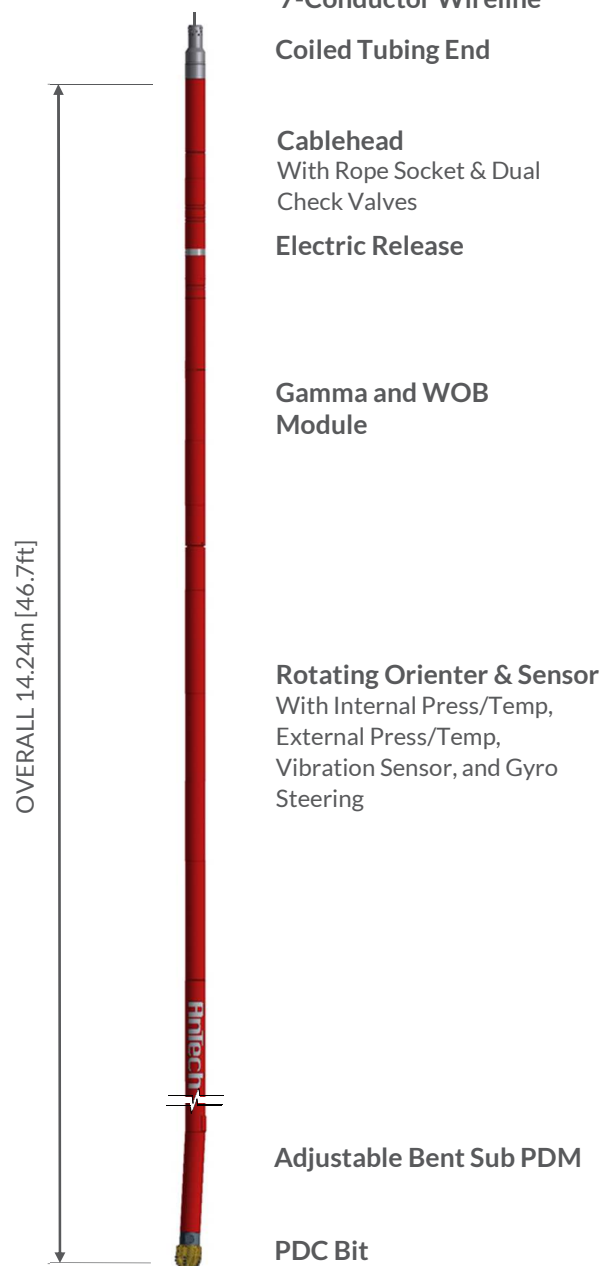 7-Conductor Wireline
Coiled Tubing End
Cablehead
With Rope Socket & Dual
Check Valves
Electric Release
Gamma and WOB
Module
OVERALL 14.24m [46.7ft]
Rotating Orienter & Sensor
With Internal Press/Temp,
External Press/Temp,
Vibration Sensor, and Gyro
Steering
AnTech
Adjustable Bent Sub PDM
PDC Bit